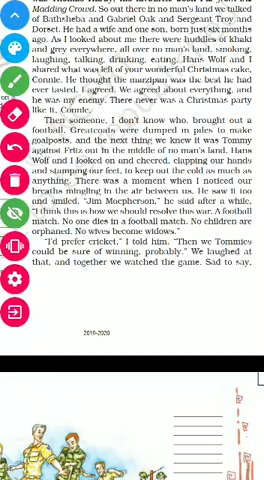 Madding Crowd. So out there in no man's land we talked
of Bathsheba and Gabriel Oak and Sergeant Troy and
Dorset. He had a wife and one son, born just six months
ago. As I looked about me there were huddles of khaki
and grey everywhere, all over no man's land, smoking,
laughing, talking, drinking, eating. Hans Wolf and I
shared what was left of your wonderful Christmas cake,
Connie. He thought the marzipan was the best he had
ever tasted. I agreed. We agreed about everything, and
he was my enemy. There never was a Christmas party
like it, Connie.
Then someone, I don't know who, brought out a
football. Greatcoats were dumped in piles to make
goalposts, and the next thing we knew it was Tommy
against Fritz out in the middle of no man's land. Hans
Wolf and I looked on and cheered, clapping our hands
and stamping our feet, to keep out the cold as much as
anything. There was a moment when I noticed our
breaths mingling in the air between us. He saw it too
and smiled. "Jim Macpherson," he said after a while,
"I think this is how we should resolve this war. A football
match. No one dies in a football match. No children are
orphaned. No wives become widows."
"I'd prefer cricket," I told him. "Then we Tommies
could be sure of winning, probably." We laughed at
that, and together we watched the game. Sad to say,
2019-2020